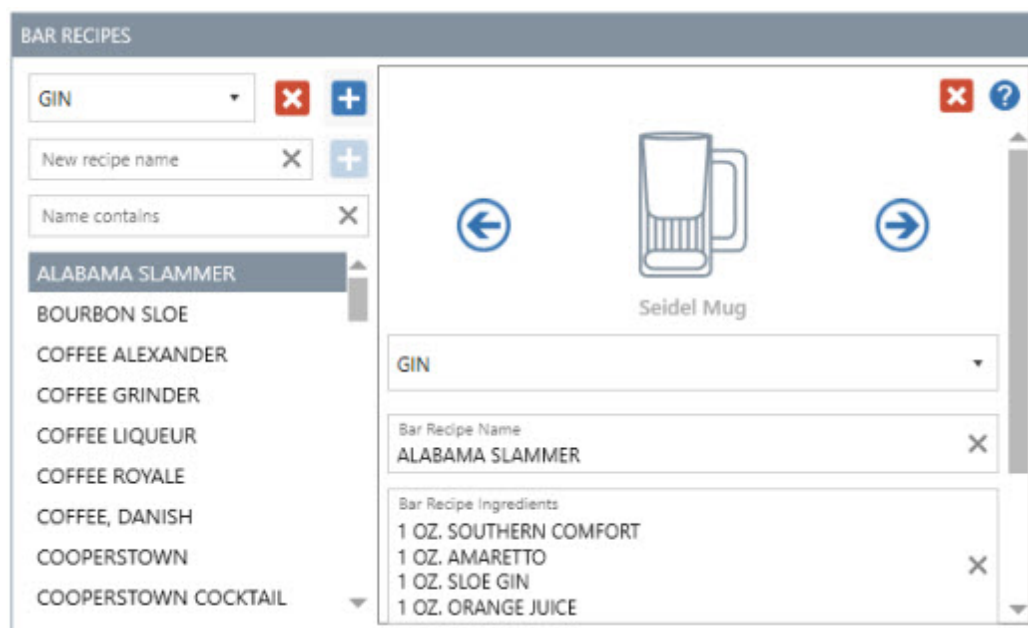 BAR RECIPES
GIN
New recipe name
Name contains
ALABAMA SLAMMER
BOURBON SLOE
COFFEE ALEXANDER
COFFEE GRINDER
COFFEE LIQUEUR
COFFEE ROYALE
COFFEE, DANISH
COOPERSTOWN
COOPERSTOWN COCKTAIL
Seidel Mug
GIN
Bar Recipe Name
ALABAMA SLAMMER
Bar Recipe Ingredients
1 OZ. SOUTHERN COMFORT
1 OZ. AMARETTO
1 OZ. SLOE GIN
1 OZ. ORANGE JUICE